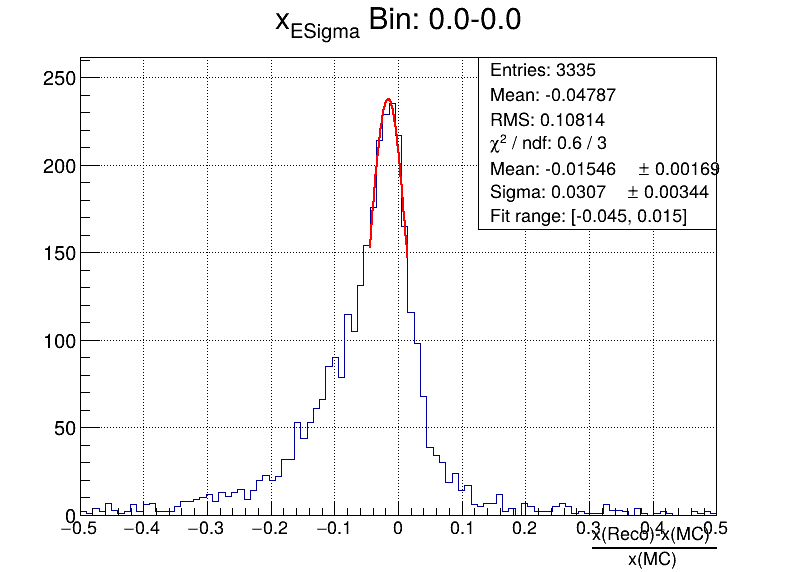 x_ESigma Bin: 0.0-0.0
Entries: 3335
Mean: -0.04787
RMS: 0.10814
χ² / ndf: 0.6 / 3
Mean: -0.01546 ± 0.00169
Sigma: 0.0307 ± 0.00344
Fit range: [-0.045, 0.015]
250
200
150
100
50
0
−0.5 −0.4 −0.3 −0.2 −0.1 0 0.1 0.2 0.3 0.4 0.5
x(Reco)-x(MC)
x(MC)